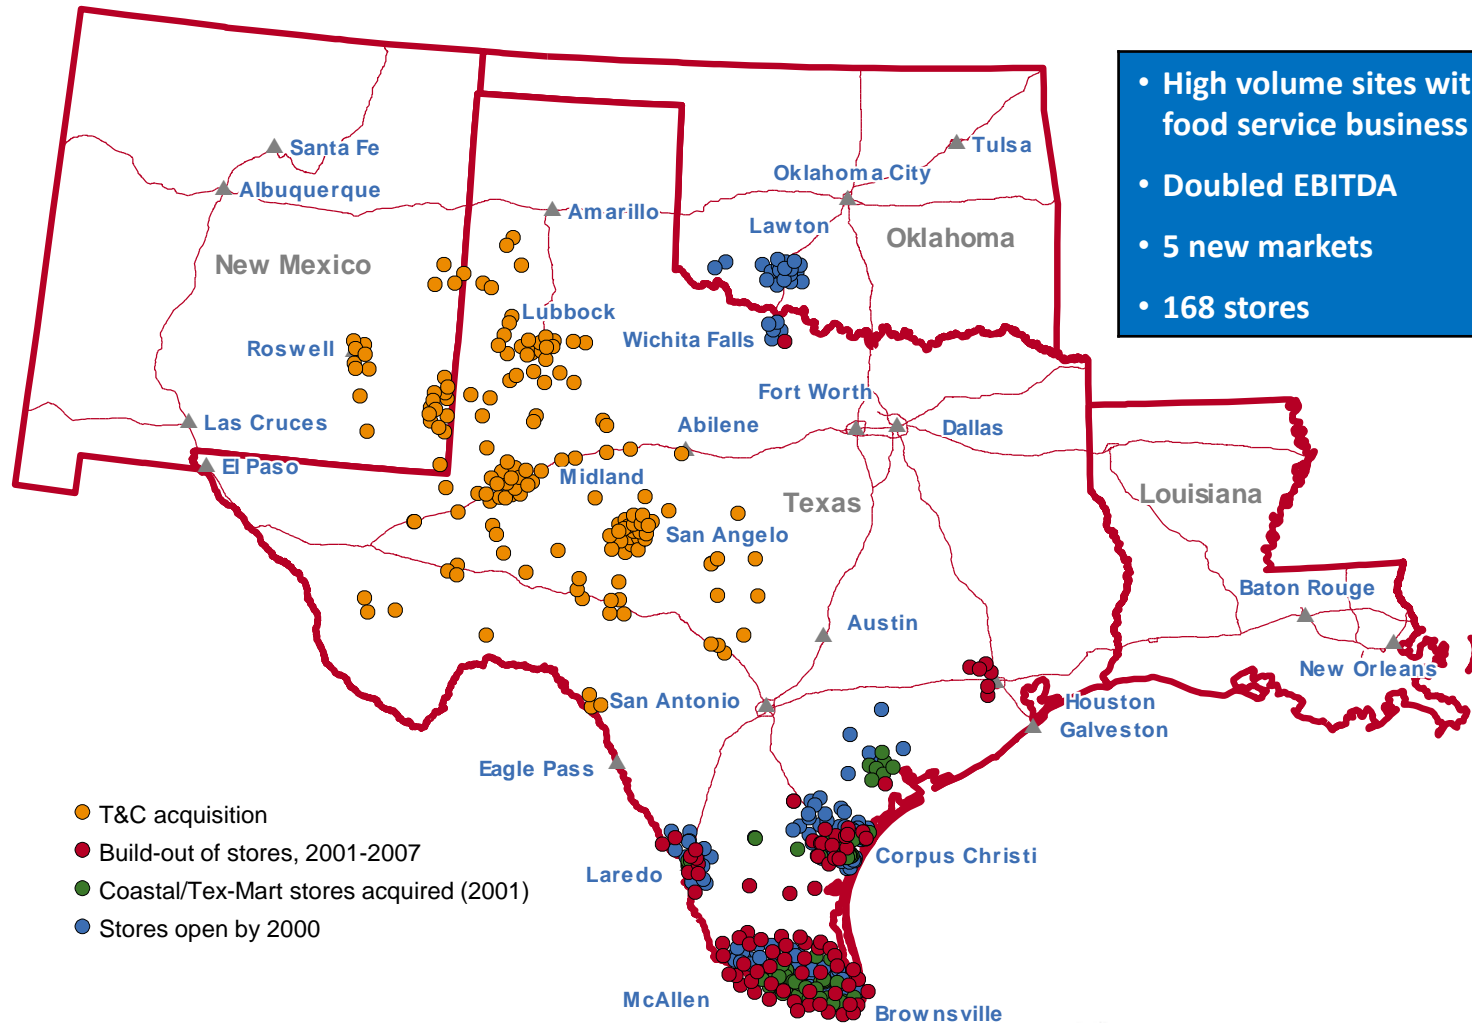 • High volume sites wit
food service business
• Doubled EBITDA
• 5 new markets
• 168 stores
Santa Fe
Tulsa
Oklahoma City
Albuquerque
Amarillo
Lawton
Oklahoma
New Mexico
Lubbock
Wichita Falls
Roswell
Fort Worth
Las Cruces
Abilene
Dallas
El Paso
Midland
Texas
Louisiana
San Angelo
Baton Rouge
Austin
New Orleans
San Antonio
Houston
Galveston
Eagle Pass
T&C acquisition
Build-out of stores, 2001-2007
Corpus Christi
Laredo
Coastal/Tex-Mart stores acquired (2001)
Stores open by 2000
McAllen
Brownsville